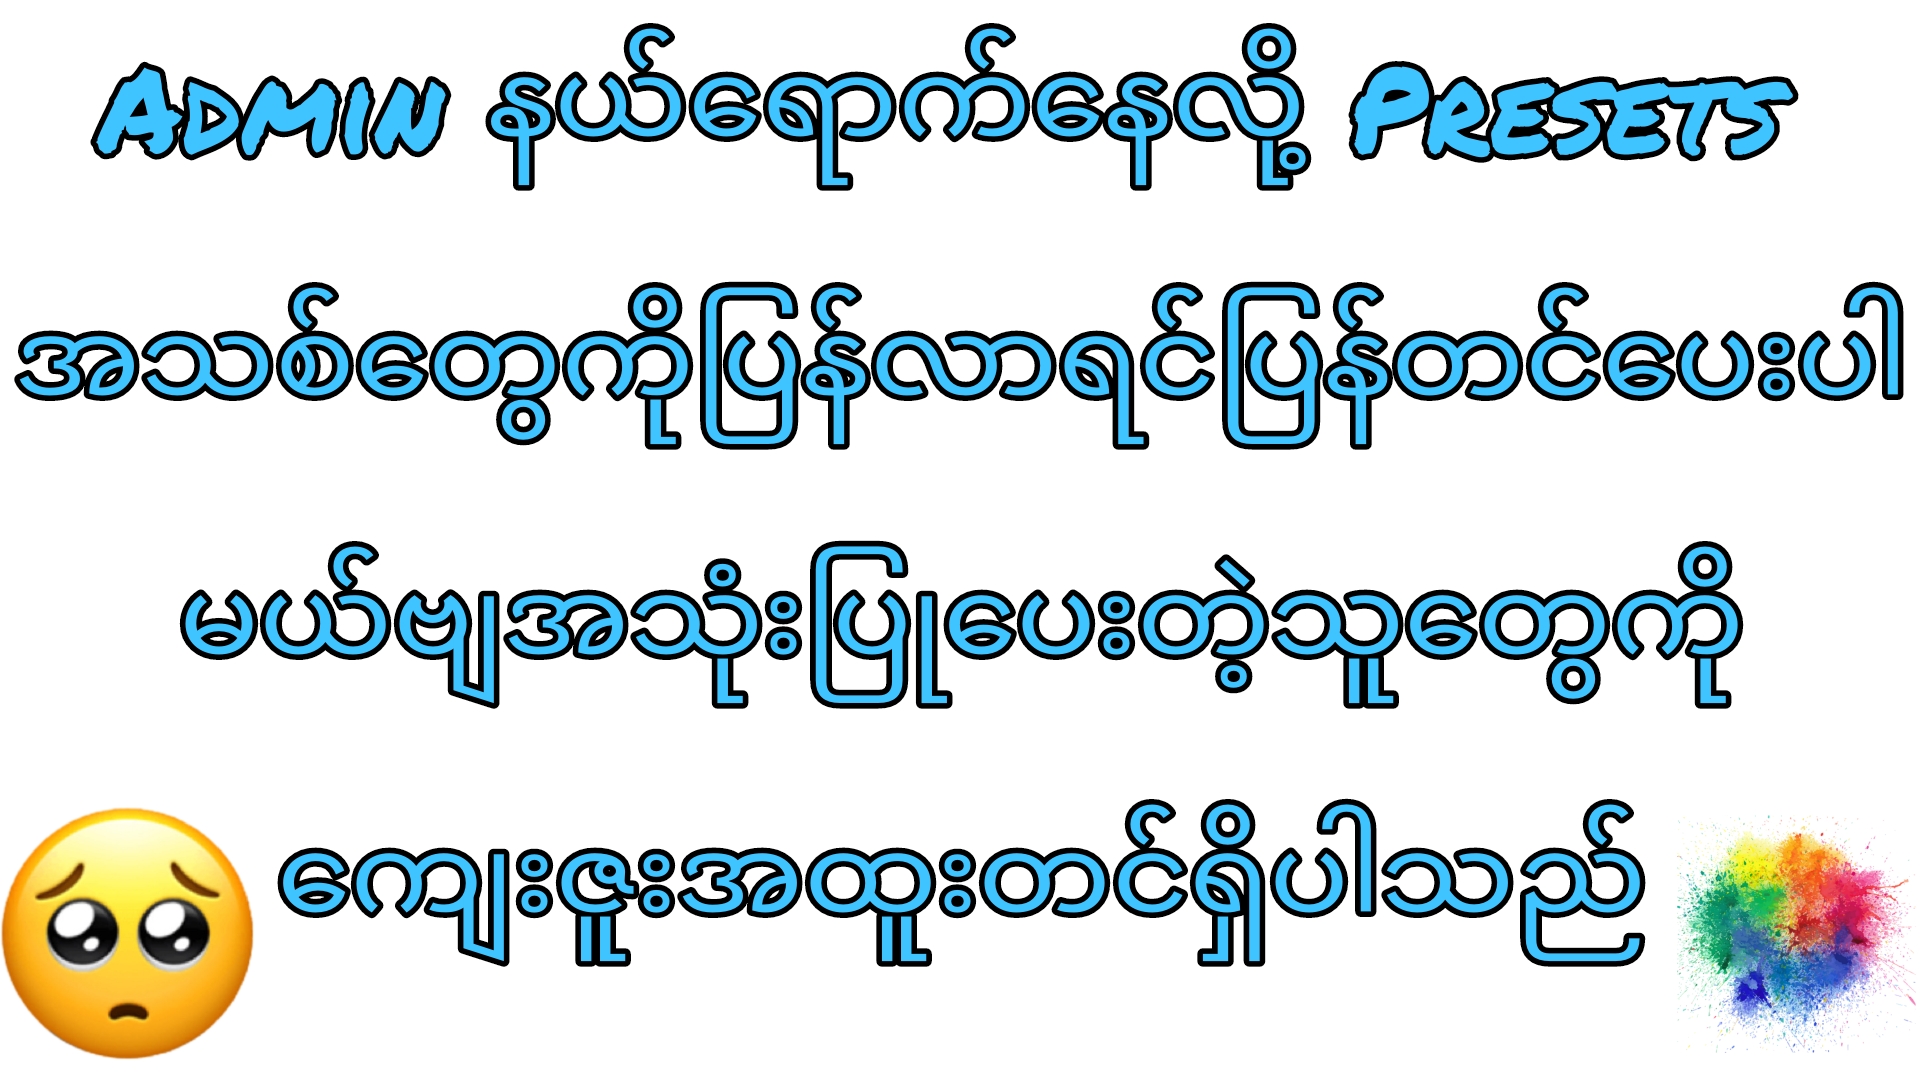 Admin နယ်ရောက်နေလို့ Presets
အသစ်တွေကိုပြန်လာရင်ပြန်တင်ပေးပါ
မယ်ဗျအသုံးပြုပေးတဲ့သူတွေကို
ကျေးဇူးအထူးတင်ရှိပါသည်